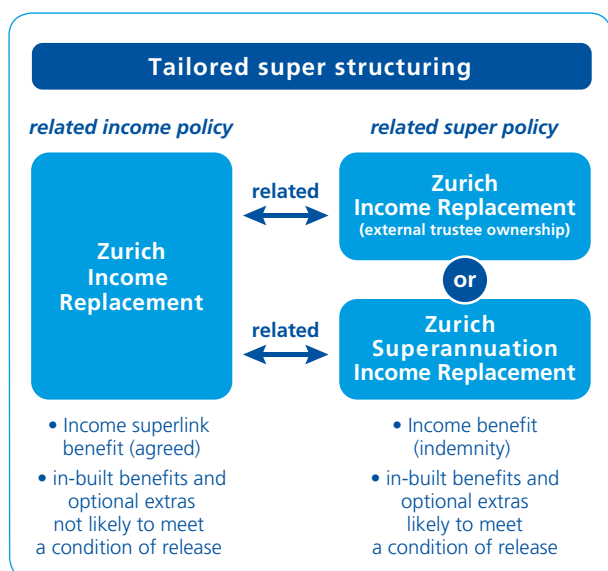 Tailored super structuring
related income policy
related super policy
Zurich
Income
Replacement
related
related
Zurich
Income Replacement
(external trustee ownership)
or
Zurich
Superannuation
Income Replacement
• Income superlink
benefit (agreed)
• in-built benefits and
optional extras
not likely to meet
a condition of release
• Income benefit
(indemnity)
• in-built benefits and
optional extras
likely to meet
a condition of release